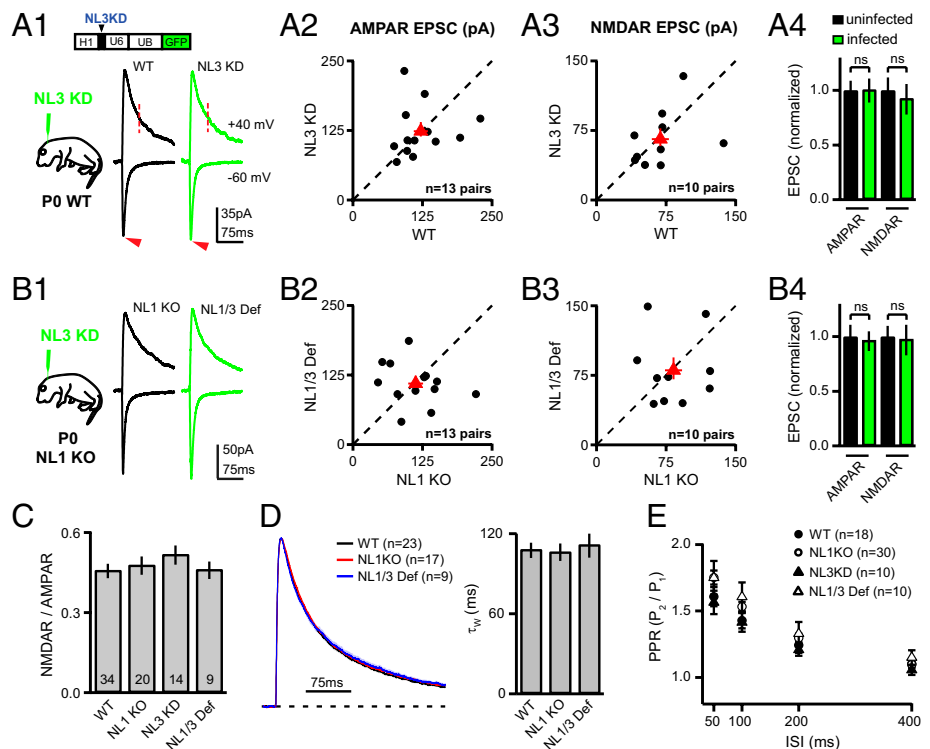 A1
NL3KD
H1 U6 UB GFP
WT
NL3 KD
NL3 KD
+40 mV
-60 mV
P0 WT
35pA
75ms
A2
AMPAR EPSC (pA)
NL3 KD
250
125
0
0 125 250
n=13 pairs
WT
A3
NMDAR EPSC (pA)
NL3 KD
150
75
0
0 75 150
n=10 pairs
WT
A4
uninfected
infected
ns ns
EPSC (normalized)
1.0
0.5
0.0
AMPAR
NMDAR
B1
NL1 KO
NL1/3 Def
NL3 KD
P0
NL1 KO
50pA
75ms
B2
NL1/3 Def
250
125
0
0 125 250
n=13 pairs
NL1 KO
B3
NL1/3 Def
150
75
0
0 75 150
n=10 pairs
NL1 KO
B4
ns ns
EPSC (normalized)
1.0
0.5
0.0
AMPAR
NMDAR
C
NMDAR / AMPAR
0.6
0.3
0.0
34 20 14 9
WT
NL1 KO
NL3 KD
NL1/3 Def
D
WT (n=23)
NL1KO (n=17)
NL1/3 Def (n=9)
75ms
τw (ms)
120
60
0
WT
NL1 KO
NL1/3 Def
E
WT (n=18)
NL1KO (n=30)
NL3KD (n=10)
NL1/3 Def (n=10)
PPR (P2 / P1)
2.0
1.5
1.0
50 100 200 400
ISI (ms)